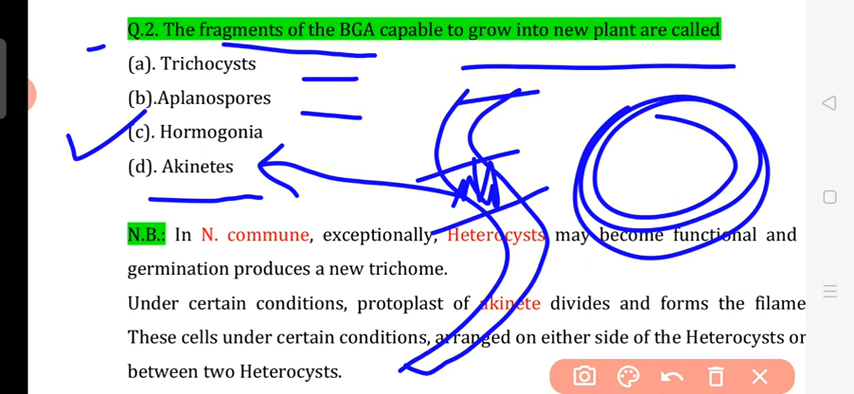 Q.2. The fragments of the BGA capable to grow into new plant are called
(a). Trichocysts
(b).Aplanospores
(c). Hormogonia
(d). Akinetes
N.B.: In N. commune, exceptionally, Heterocysts may become functional and
germination produces a new trichome.
Under certain conditions, protoplast of akinete divides and forms the filame
These cells under certain conditions, arranged on either side of the Heterocysts or
between two Heterocysts.